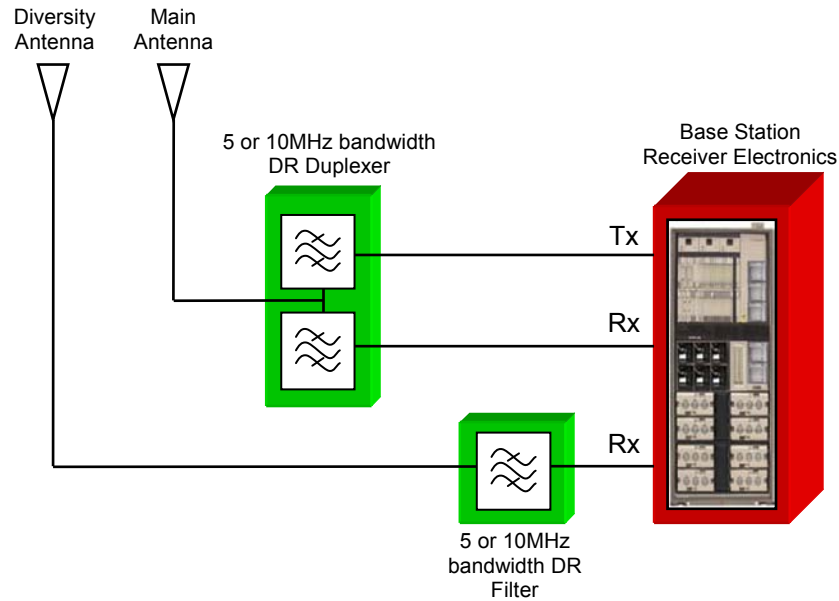 Diversity
Antenna
Main
Antenna
5 or 10MHz bandwidth
DR Duplexer
Base Station
Receiver Electronics
Tx
Rx
Rx
5 or 10MHz
bandwidth DR
Filter